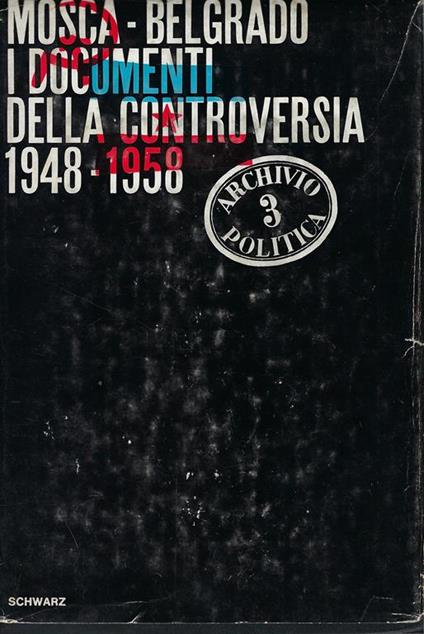 MOSCA - BELGRADO
I DOCUMENTI
DELLA CONTROVERSIA
1948 - 1958
ARCHIVIO
3
POLITICA
SCHWARZ